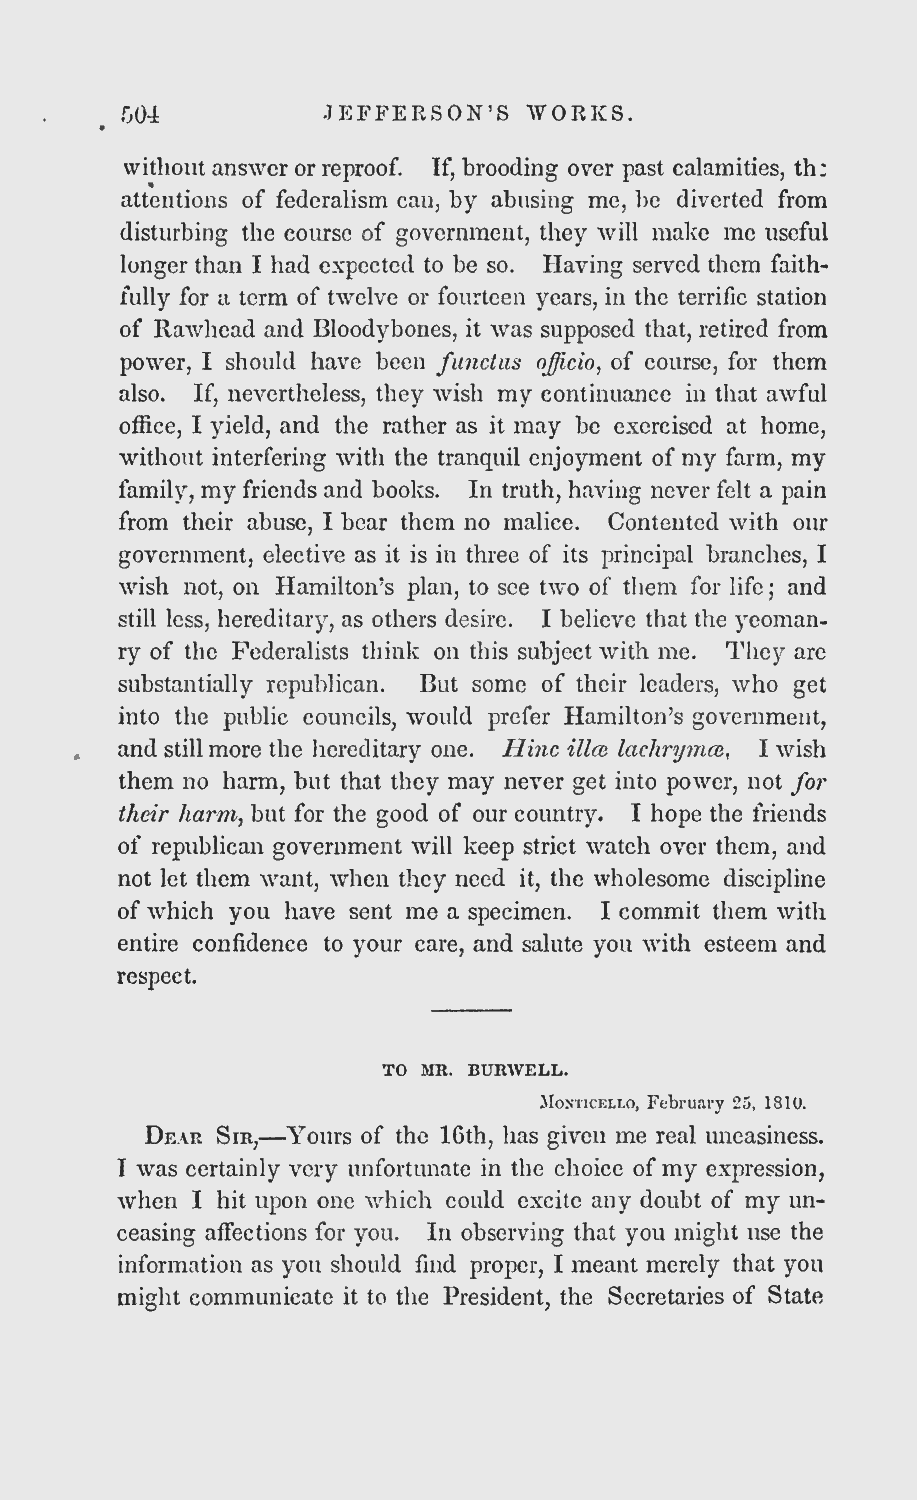 504 JEFFERSON'S WORKS.
without answer or reproof. If, brooding over past calamities, the
attentions of federalism can, by abusing me, be diverted from
disturbing the course of government, they will make me useful
longer than I had expected to be so. Having served them faith-
fully for a term of twelve or fourteen years, in the terrific station
of Rawhead and Bloodybones, it was supposed that, retired from
power, I should have been functus officio, of course, for them
also. If, nevertheless, they wish my continuance in that awful
office, I yield, and the rather as it may be exercised at home,
without interfering with the tranquil enjoyment of my farm, my
family, my friends and books. In truth, having never felt a pain
from their abuse, I bear them no malice. Contented with our
government, elective as it is in three of its principal branches, I
wish not, on Hamilton's plan, to see two of them for life; and
still less, hereditary, as others desire. I believe that the yeoman-
ry of the Federalists think on this subject with me. They are
substantially republican. But some of their leaders, who get
into the public councils, would prefer Hamilton's government,
and still more the hereditary one. Hinc illæ lachrymæ. I wish
them no harm, but that they may never get into power, not for
their harm, but for the good of our country. I hope the friends
of republican government will keep strict watch over them, and
not let them want, when they need it, the wholesome discipline
of which you have sent me a specimen. I commit them with
entire confidence to your care, and salute you with esteem and
respect.
TO MR. BURWELL.
MONTICELLO, February 25, 1810.
DEAR SIR,—Yours of the 16th, has given me real uneasiness.
I was certainly very unfortunate in the choice of my expression,
when I hit upon one which could excite any doubt of my un-
ceasing affections for you. In observing that you might use the
information as you should find proper, I meant merely that you
might communicate it to the President, the Secretaries of State